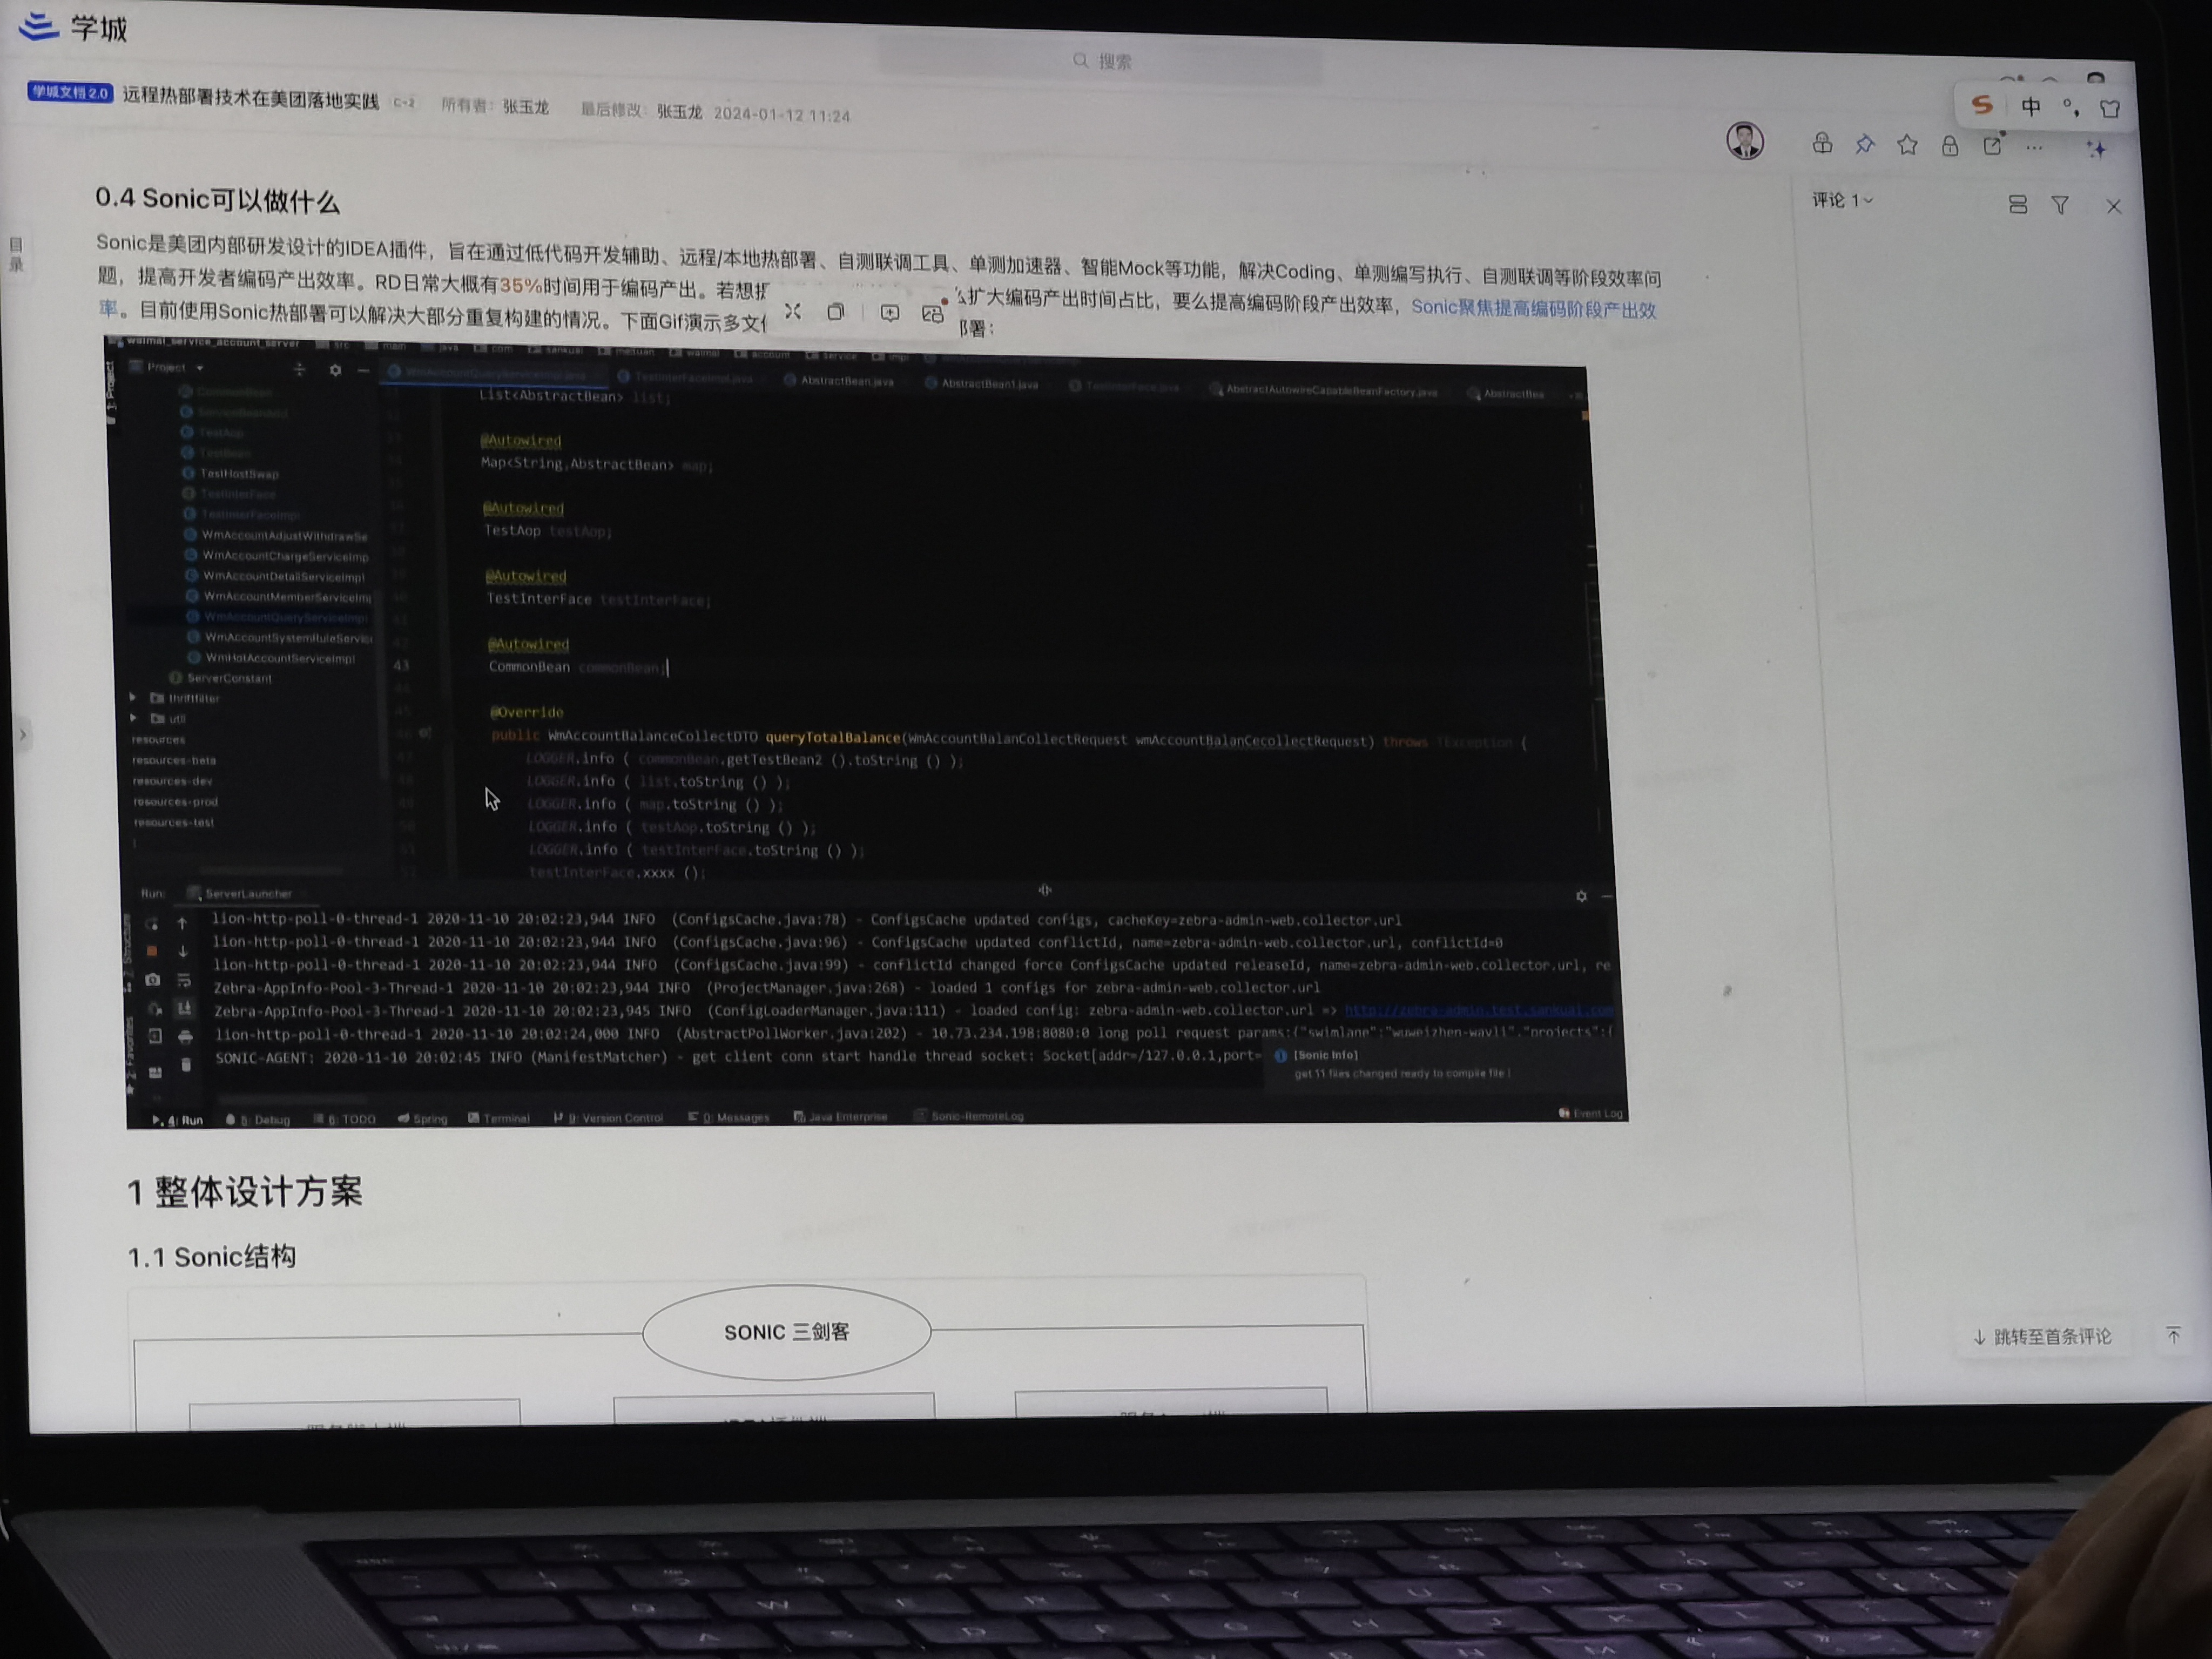 学城
搜索
学城文档2.0 远程热部署技术在美团落地实践 C-2 所有者: 张玉龙 最后修改: 张玉龙 2024-01-12 11:24
中
评论 1
目录
0.4 Sonic可以做什么
Sonic是美团内部研发设计的IDEA插件，旨在通过低代码开发辅助、远程/本地热部署、自测联调工具、单测加速器、智能Mock等功能，解决Coding、单测编写执行、自测联调等阶段效率问
题，提高开发者编码产出效率。RD日常大概有35%时间用于编码产出。若想提 么扩大编码产出时间占比，要么提高编码阶段产出效率，Sonic聚焦提高编码阶段产出效
率。目前使用Sonic热部署可以解决大部分重复构建的情况。下面Gif演示多文件 部署：
waimai_service_account_server src main java com sankuai meituan waimai account service impl
Project
AbstractBean.java AbstractBean1.java AbstractAutowireCapableBeanFactory.java AbstractBea
TestAop
TestBean
TestHostSwap
TestInterFace
TestInterFaceImpl
WmAccountAdjustWithdrawSe
WmAccountChargeServiceImp
WmAccountDetailServiceImpl
WmAccountMemberServiceIm
WmAccountQueryServiceImpl
WmAccountSystemRuleServic
WmHotAccountServiceImpl
ServerConstant
thriftfilter
util
resources
resources-beta
resources-dev
resources-prod
resources-test
List<AbstractBean> list;
@Autowired
Map<String,AbstractBean> map;
@Autowired
TestAop testAop;
@Autowired
TestInterFace testInterFace;
@Autowired
43 CommonBean commonBean;
@Override
public WmAccountBalanceCollectDTO queryTotalBalance(WmAccountBalanCollectRequest wmAccountBalanCecollectRequest) throws TException {
LOGGER.info ( commonBean.getTestBean2 ().toString () );
LOGGER.info ( list.toString () );
LOGGER.info ( map.toString () );
LOGGER.info ( testAop.toString () );
LOGGER.info ( testInterFace.toString () );
testInterFace.xxxx ();
Run: ServerLauncher
lion-http-poll-0-thread-1 2020-11-10 20:02:23,944 INFO (ConfigsCache.java:78) - ConfigsCache updated configs, cacheKey=zebra-admin-web.collector.url
lion-http-poll-0-thread-1 2020-11-10 20:02:23,944 INFO (ConfigsCache.java:96) - ConfigsCache updated conflictId, name=zebra-admin-web.collector.url, conflictId=0
lion-http-poll-0-thread-1 2020-11-10 20:02:23,944 INFO (ConfigsCache.java:99) - conflictId changed force ConfigsCache updated releaseId, name=zebra-admin-web.collector.url, re
Zebra-AppInfo-Pool-3-Thread-1 2020-11-10 20:02:23,944 INFO (ProjectManager.java:268) - loaded 1 configs for zebra-admin-web.collector.url
Zebra-AppInfo-Pool-3-Thread-1 2020-11-10 20:02:23,945 INFO (ConfigLoaderManager.java:111) - loaded config: zebra-admin-web.collector.url => http://zebra-admin.test.sankuai.com
lion-http-poll-0-thread-1 2020-11-10 20:02:24,000 INFO (AbstractPollWorker.java:202) - 10.73.234.198:8080:0 long poll request params:{"swimlane":"wuweizhen-wavli","projects":{
SONIC-AGENT: 2020-11-10 20:02:45 INFO (ManifestMatcher) - get client conn start handle thread socket: Socket[addr=/127.0.0.1,port=
[Sonic Info]
get 11 files changed ready to compile file !
4: Run 5: Debug 6: TODO Spring Terminal 9: Version Control 0: Messages Java Enterprise Sonic-RemoteLog Event Log
1 整体设计方案
1.1 Sonic结构
SONIC 三剑客
跳转至首条评论